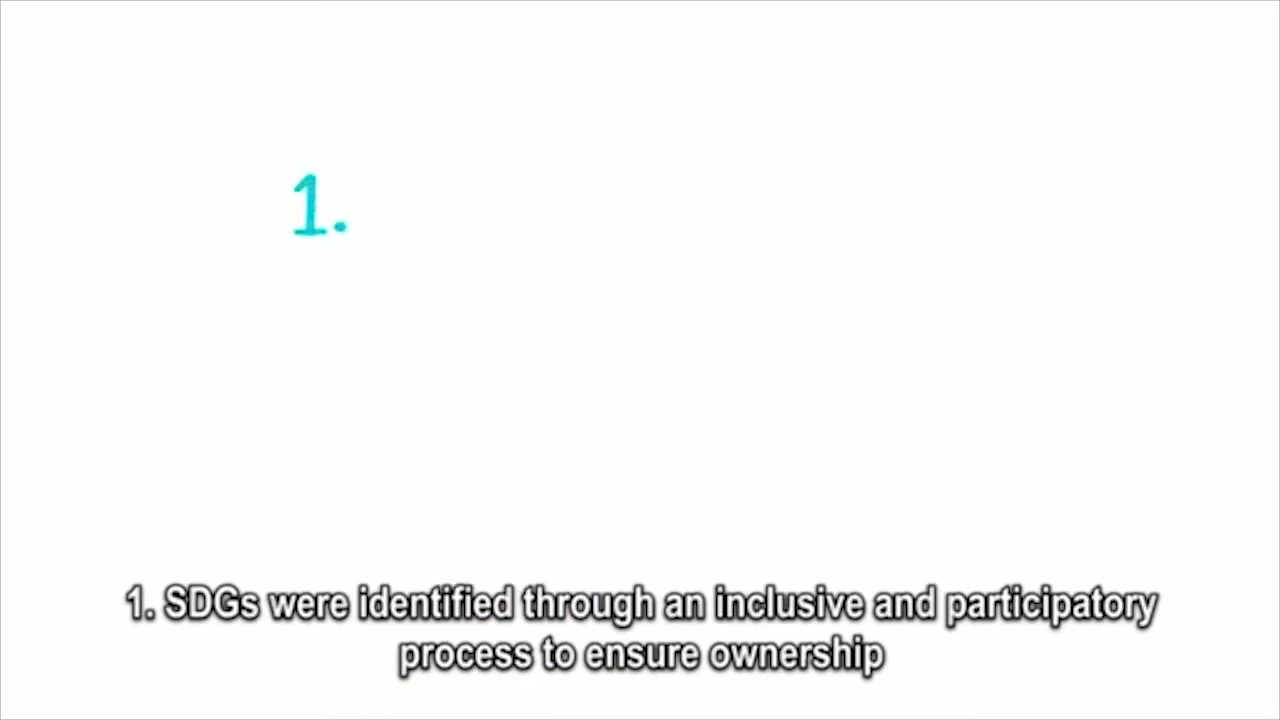 1.
1. SDGs were identified through an inclusive and participatory
process to ensure ownership